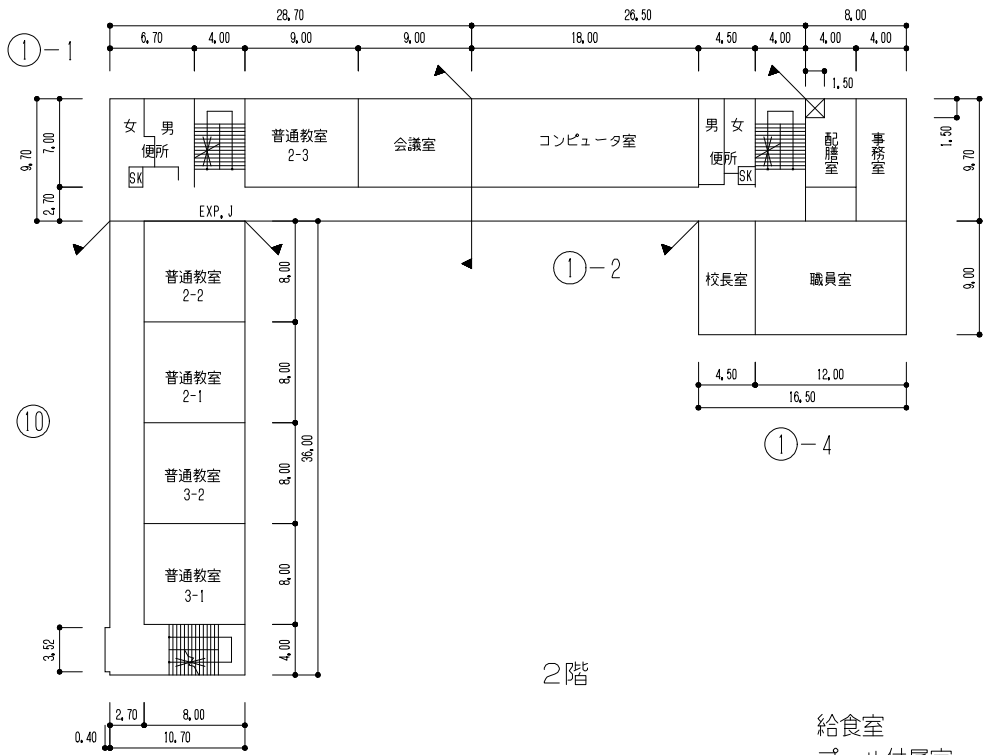 28.70
26.50
8.00
①-1
6.70
4.00
9.00
9.00
18.00
4.50
4.00
4.00
4.00
1.50
9.70
7.00
2.70
女
男
便所
SK
普通教室
2-3
会議室
コンピュータ室
男
女
便所
SK
配膳室
事務室
1.50
9.70
EXP.J
普通教室
2-2
8.00
①-2
校長室
職員室
9.00
普通教室
2-1
8.00
4.50
12.00
16.50
⑩
36.00
①-4
普通教室
3-2
8.00
普通教室
3-1
8.00
3.52
4.00
2階
2.70
8.00
0.40
10.70
給食室